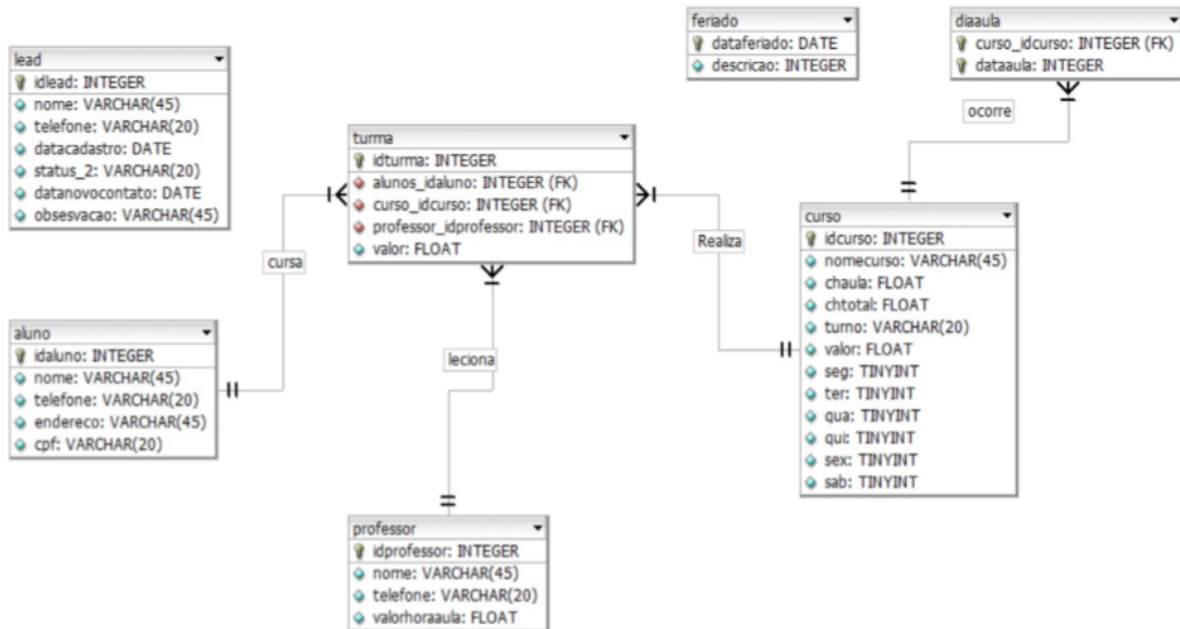 lead
idlead: INTEGER
nome: VARCHAR(45)
telefone: VARCHAR(20)
datacadastro: DATE
status_2: VARCHAR(20)
datanovocontato: DATE
obsesvacao: VARCHAR(45)
feriado
dataferiado: DATE
descricao: INTEGER
diaaula
curso_idcurso: INTEGER (FK)
dataaula: INTEGER
ocorre
turma
idturma: INTEGER
alunos_idaluno: INTEGER (FK)
curso_idcurso: INTEGER (FK)
professor_idprofessor: INTEGER (FK)
valor: FLOAT
cursa
Realiza
leciona
curso
idcurso: INTEGER
nomecurso: VARCHAR(45)
chaula: FLOAT
chtotal: FLOAT
turno: VARCHAR(20)
valor: FLOAT
seg: TINYINT
ter: TINYINT
qua: TINYINT
qui: TINYINT
sex: TINYINT
sab: TINYINT
aluno
idaluno: INTEGER
nome: VARCHAR(45)
telefone: VARCHAR(20)
endereco: VARCHAR(45)
cpf: VARCHAR(20)
professor
idprofessor: INTEGER
nome: VARCHAR(45)
telefone: VARCHAR(20)
valorhoraaula: FLOAT